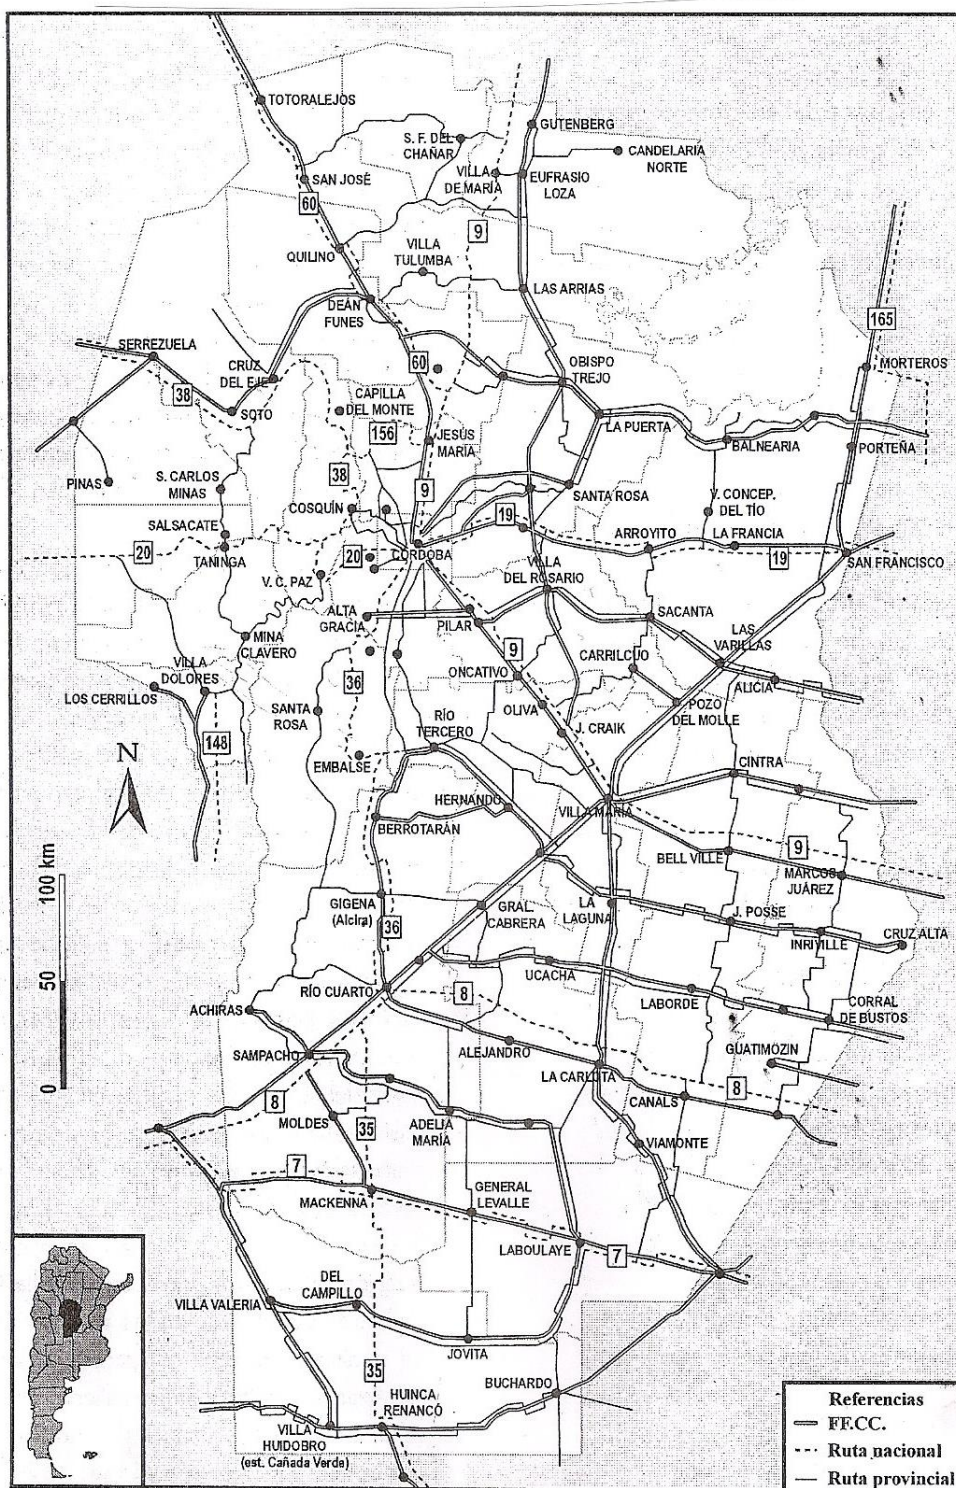 TOTORALEJOS
GUTENBERG
S. F. DEL
CHAÑAR
CANDELARIA
NORTE
VILLA
DE MARÍA
EUFRASIO
LOZA
SAN JOSÉ
60
9
QUILINO
VILLA
TULUMBA
LAS ARRIAS
DEÁN
FUNES
165
SERREZUELA
60
OBISPO
TREJO
MORTEROS
CRUZ
DEL EJE
38
SOTO
CAPILLA
DEL MONTE
156
LA PUERTA
JESÚS
MARÍA
BALNEARIA
PORTEÑA
PINAS
S. CARLOS
MINAS
38
9
SANTA ROSA
V. CONCEP.
DEL TÍO
COSQUÍN
19
SALSACATE
ARROYITO
LA FRANCIA
20
TANINGA
20
CÓRDOBA
19
SAN FRANCISCO
VILLA
DEL ROSARIO
V. C. PAZ
ALTA
GRACIA
PILAR
SACANTA
MINA
CLAVERO
9
LAS
VARILLAS
CARRILCUO
VILLA
DOLORES
36
ONCATIVO
LOS CERRILLOS
ALICIA
OLIVA
POZO
DEL MOLLE
SANTA
ROSA
RÍO
TERCERO
J. CRAIK
148
N
EMBALSE
CINTRA
HERNANDO
VILLA MARÍA
BERROTARÁN
9
BELL VILLE
MARCOS
JUÁREZ
100 km
GIGENA
(Alcira)
36
GRAL.
CABRERA
LA
LAGUNA
J. POSSE
CRUZ ALTA
INRIVILLE
UCACHA
50
RÍO CUARTO
8
LABORDE
CORRAL
DE BUSTOS
ACHIRAS
ALEJANDRO
GUATIMOZÍN
SAMPACHO
LA CARLOTA
0
8
CANALS
8
MOLDES
35
ADELIA
MARÍA
VIAMONTE
7
MACKENNA
GENERAL
LEVALLE
LABOULAYE
7
DEL
CAMPILLO
VILLA VALERIA
JOVITA
35
BUCHARDO
HUINCA
RENANCÓ
VILLA
HUIDOBRO
(est. Cañada Verde)
Referencias
FF.CC.
Ruta nacional
Ruta provincial